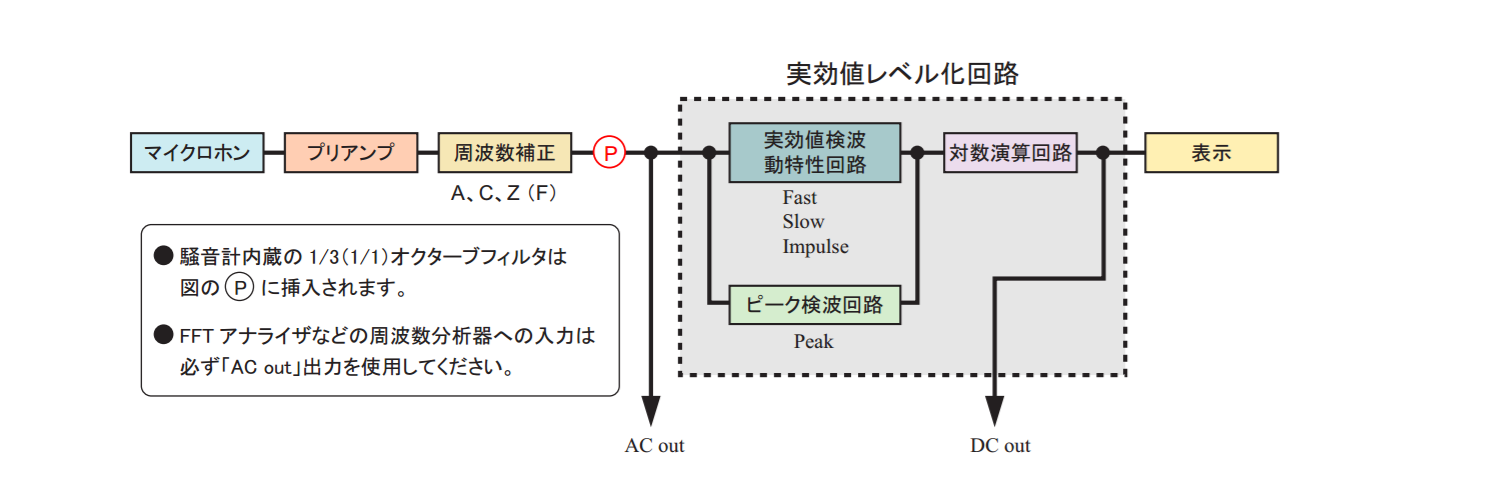 実効値レベル化回路
マイクロホン
プリアンプ
周波数補正
A、C、Z（F）
P
実効値検波
動特性回路
Fast
Slow
Impulse
対数演算回路
表示
ピーク検波回路
Peak
● 騒音計内蔵の 1/3（1/1）オクターブフィルタは
図の Ⓟ に挿入されます。
● FFT アナライザなどの周波数分析器への入力は
必ず「AC out」出力を使用してください。
AC out
DC out